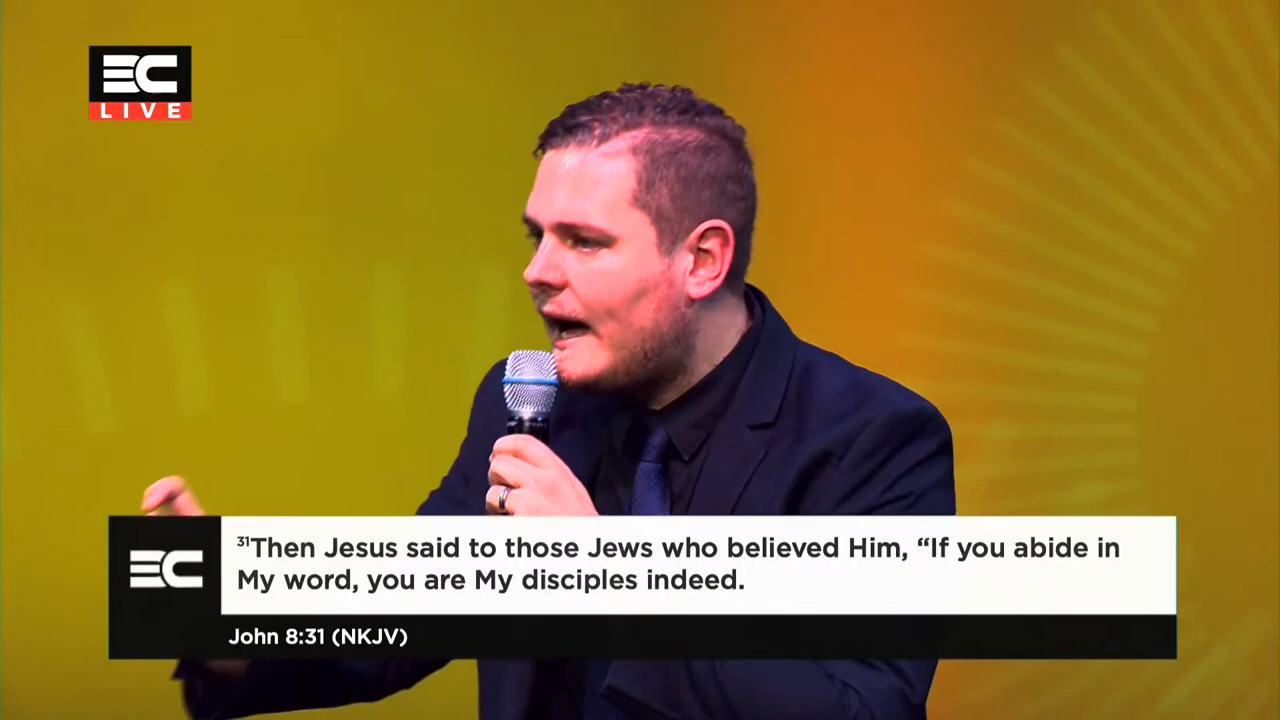 EC
LIVE
³¹Then Jesus said to those Jews who believed Him, “If you abide in
My word, you are My disciples indeed.
EC
John 8:31 (NKJV)